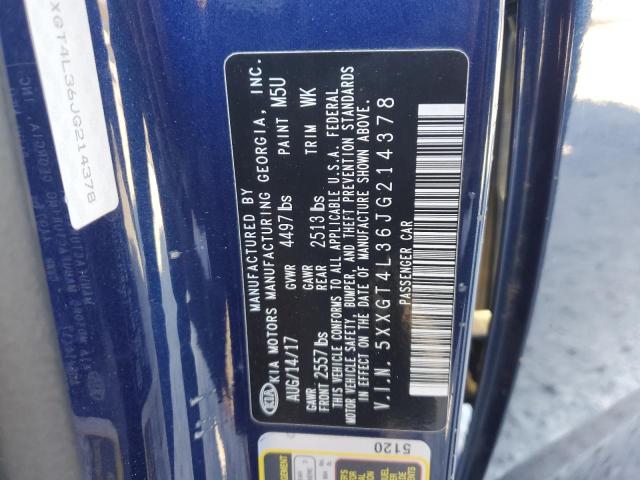 MANUFACTURED BY
KIA KIA MOTORS MANUFACTURING GEORGIA, INC.
AUG/14/17 GVWR 4497 lbs PAINT M5U
GAWR FRONT 2557 lbs GAWR REAR 2513 lbs TRIM WK
THIS VEHICLE CONFORMS TO ALL APPLICABLE U.S.A. FEDERAL
MOTOR VEHICLE SAFETY, BUMPER, AND THEFT PREVENTION STANDARDS
IN EFFECT ON THE DATE OF MANUFACTURE SHOWN ABOVE.
V.I.N. 5XXGT4L36JG214378
PASSENGER CAR
XGT4L36JG214378
5120